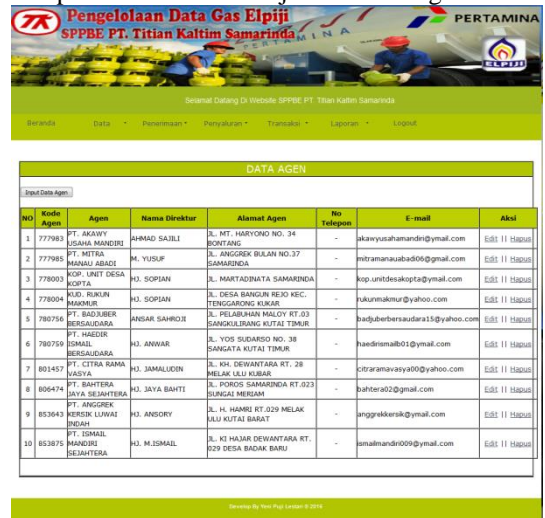 Pengelolaan Data Gas Elpiji
SPPBE PT. Titian Kaltim Samarinda
PERTAMINA
PERTAMINA
ELPIJI
Selamat Datang Di Website SPPBE PT. Titian Kaltim Samarinda
Beranda Data Penerimaan Penyaluran Transaksi Laporan Logout
DATA AGEN
Input Data Agen
NO Kode Agen Agen Nama Direktur Alamat Agen No Telepon E-mail Aksi
1 777983 PT. AKAWY USAHA MANDIRI AHMAD SAJILI JL. MT. HARYONO NO. 34 BONTANG - akawyusahamandiri@ymail.com Edit || Hapus
2 777985 PT. MITRA MANAU ABADI M. YUSUF JL. ANGGREK BULAN NO.37 SAMARINDA - mitramanauabadi06@gmail.com Edit || Hapus
3 778003 KOP. UNIT DESA KOPTA HJ. SOPIAN JL. MARTADINATA SAMARINDA - kop.unitdesakopta@ymail.com Edit || Hapus
4 778004 KUD. RUKUN MAKMUR HJ. SOPIAN JL. DESA BANGUN REJO KEC. TENGGARONG KUKAR - rukunmakmur@yahoo.com Edit || Hapus
5 780756 PT. BADJUBER BERSAUDARA ANSAR SAHROJI JL. PELABUHAN MALOY RT.03 SANGKULIRANG KUTAI TIMUR - badjuberbersaudara15@yahoo.com Edit || Hapus
6 780759 PT. HAEDIR ISMAIL BERSAUDARA HJ. ANWAR JL. YOS SUDARSO NO. 38 SANGATA KUTAI TIMUR - haedirismailb01@ymail.com Edit || Hapus
7 801457 PT. CITRA RAMA VASYA HJ. JAMALUDIN JL. KH. DEWANTARA RT. 28 MELAK ULU KUBAR - citraramavasya00@yahoo.com Edit || Hapus
8 806474 PT. BAHTERA JAYA SEJAHTERA HJ. JAYA BAHTI JL. POROS SAMARINDA RT.023 SUNGAI MERIAM - bahtera02@gmail.com Edit || Hapus
9 853643 PT. ANGGREK KERSIK LUWAI INDAH HJ. ANSORY JL. H. HAMRI RT.029 MELAK ULU KUTAI BARAT - anggrekkersik@ymail.com Edit || Hapus
10 853875 PT. ISMAIL MANDIRI SEJAHTERA HJ. M.ISMAIL JL. KI HAJAR DEWANTARA RT. 029 DESA BADAK BARU - ismailmandiri009@ymail.com Edit || Hapus
Develop By Yeni Puji Lestari © 2016